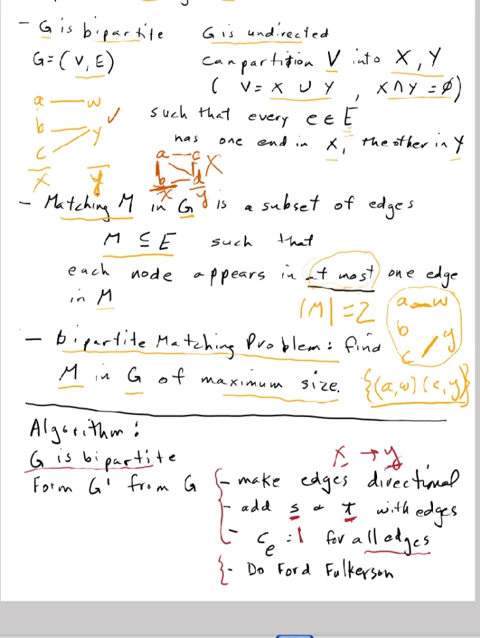 - G is bipartite G is undirected
G = (V, E) can partition V into X, Y
( V = X ∪ Y , X ∩ Y = ∅ )
a — w
b y ✓ such that every e ∈ E
c has one end in X, the other in Y
X y
a — c
b d X
X y
- Matching M in G is a subset of edges
M ⊆ E such that
each node appears in at most one edge
in M |M| = 2
a w
b
c y
- bipartite Matching Problem: find
M in G of maximum size. {(a,w)(c,y)}
Algorithm:
G is bipartite X → y
Form G' from G { - make edges directional
- add s & t with edges
- Ce = 1 for all edges
{ - Do Ford Fulkerson